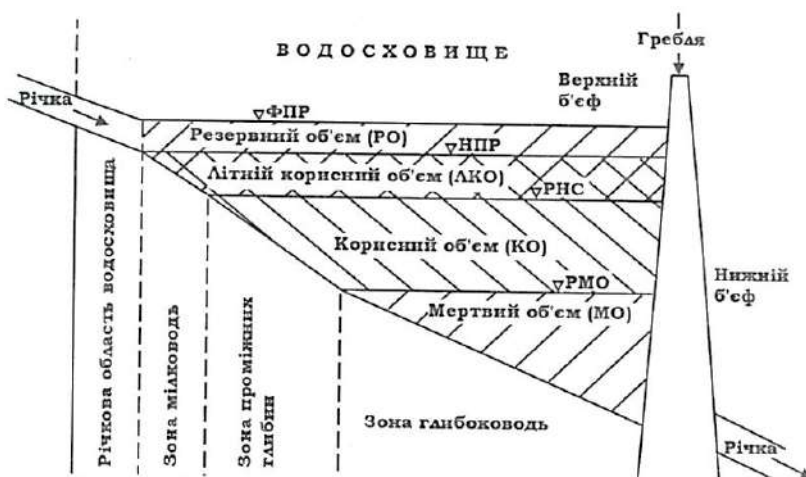 ВОДОСХОВИЩЕ
Гребля
Верхній
б'єф
Річка
ФПР
Резервний об'єм (РО)
НПР
Літній корисний об'єм (ЛКО)
РНС
Корисний об'єм (КО)
РМО
Мертвий об'єм (МО)
Нижній
б'єф
Річкова область водосховища
Зона мілководь
Зона проміжних
глибин
Зона глибоководь
Річка